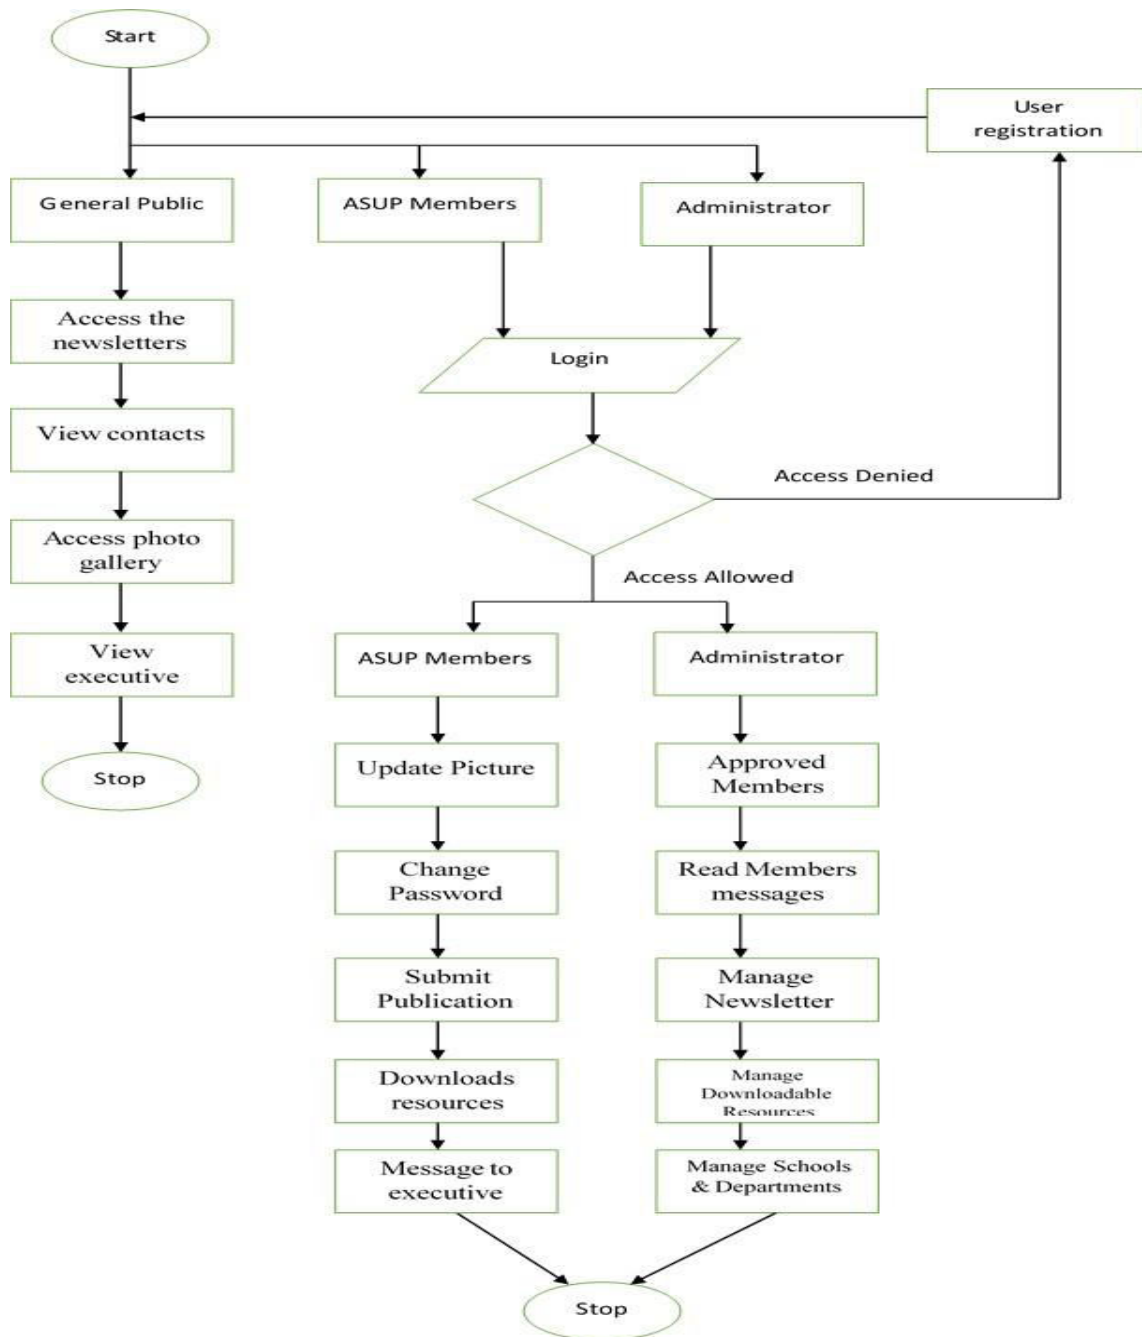 Start
User
registration
General Public
ASUP Members
Administrator
Access the
newsletters
Login
View contacts
Access Denied
Access photo
gallery
Access Allowed
View
executive
ASUP Members
Administrator
Stop
Update Picture
Approved
Members
Change
Password
Read Members
messages
Submit
Publication
Manage
Newsletter
Downloads
resources
Manage
Downloadable
Resources
Message to
executive
Manage Schools
& Departments
Stop